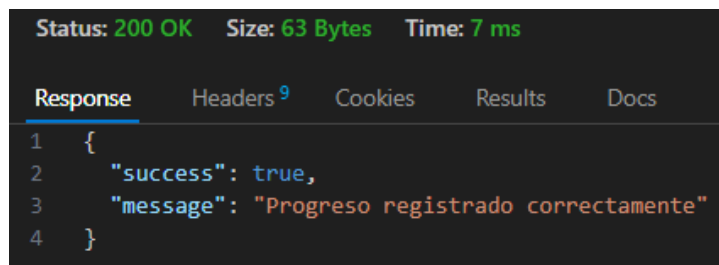 Status: 200 OK Size: 63 Bytes Time: 7 ms
Response Headers 9 Cookies Results Docs
1 {
2 "success": true,
3 "message": "Progreso registrado correctamente"
4 }